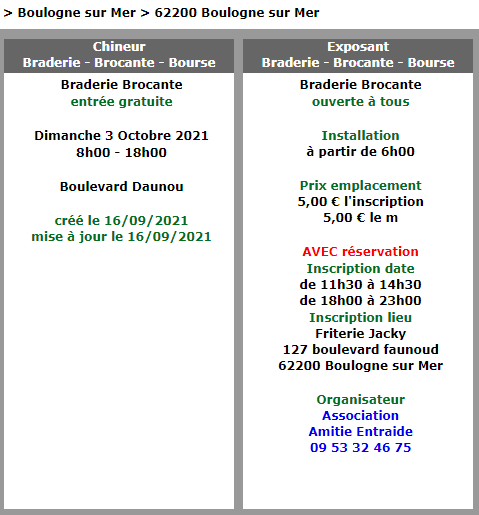 > Boulogne sur Mer > 62200 Boulogne sur Mer
Chineur
Braderie - Brocante - Bourse
Braderie Brocante
entrée gratuite
Dimanche 3 Octobre 2021
8h00 - 18h00
Boulevard Daunou
créé le 16/09/2021
mise à jour le 16/09/2021
Exposant
Braderie - Brocante - Bourse
Braderie Brocante
ouverte à tous
Installation
à partir de 6h00
Prix emplacement
5,00 € l'inscription
5,00 € le m
AVEC réservation
Inscription date
de 11h30 à 14h30
de 18h00 à 23h00
Inscription lieu
Friterie Jacky
127 boulevard faunoud
62200 Boulogne sur Mer
Organisateur
Association
Amitie Entraide
09 53 32 46 75